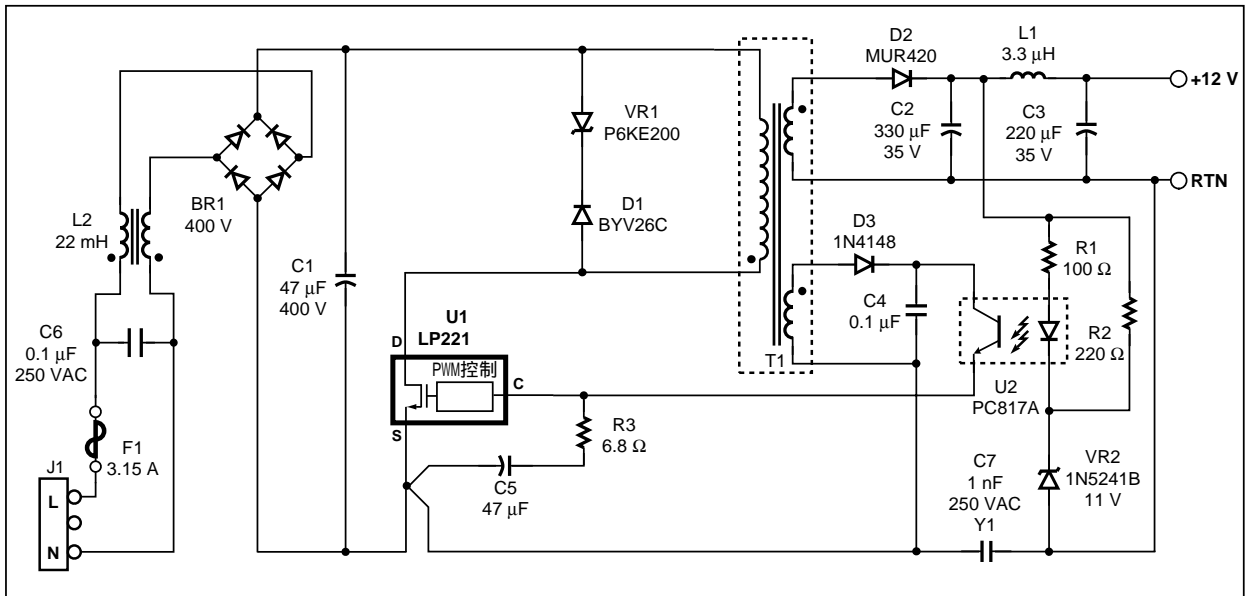 D2
MUR420
L1
3.3 μH
+12 V
C2
330 μF
35 V
C3
220 μF
35 V
RTN
VR1
P6KE200
D1
BYV26C
BR1
400 V
L2
22 mH
C1
47 μF
400 V
D3
1N4148
C4
0.1 μF
R1
100 Ω
R2
220 Ω
U2
PC817A
T1
U1
LP221
D
PWM控制
C
S
C6
0.1 μF
250 VAC
F1
3.15 A
J1
L
N
R3
6.8 Ω
C5
47 μF
C7
1 nF
250 VAC
Y1
VR2
1N5241B
11 V